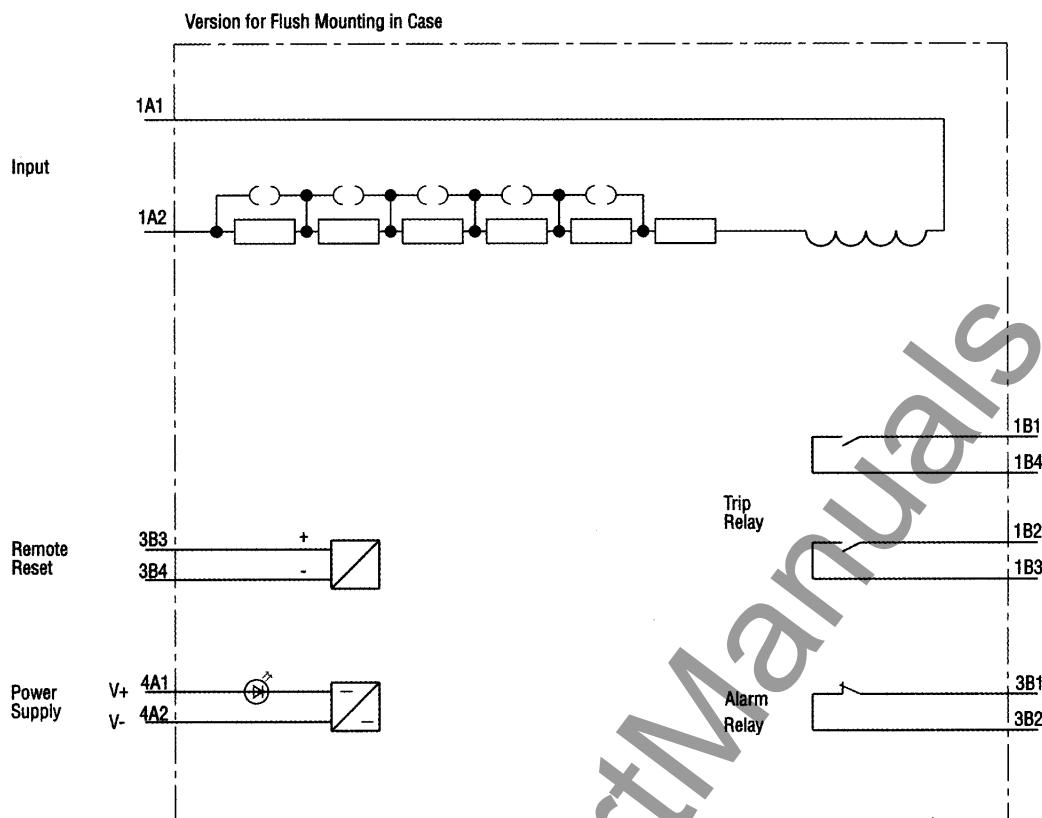 Version for Flush Mounting in Case
1A1
Input
1A2
1B1
1B4
Trip
Relay
1B2
1B3
Remote
Reset
3B3
+
3B4
-
Power
Supply
V+ 4A1
V- 4A2
Alarm
Relay
3B1
3B2
rtManuals